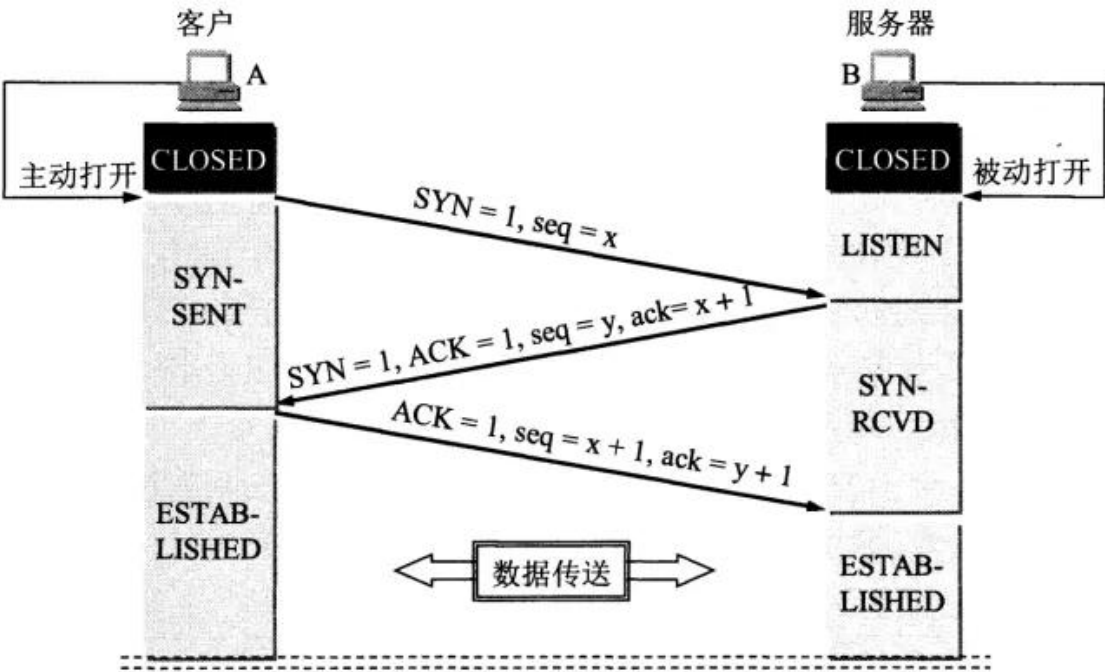 客户
服务器
A
B
CLOSED
CLOSED
主动打开
被动打开
SYN = 1, seq = x
LISTEN
SYN-
SENT
SYN = 1, ACK = 1, seq = y, ack= x + 1
SYN-
RCVD
ACK = 1, seq = x + 1, ack = y + 1
ESTAB-
LISHED
数据传送
ESTAB-
LISHED